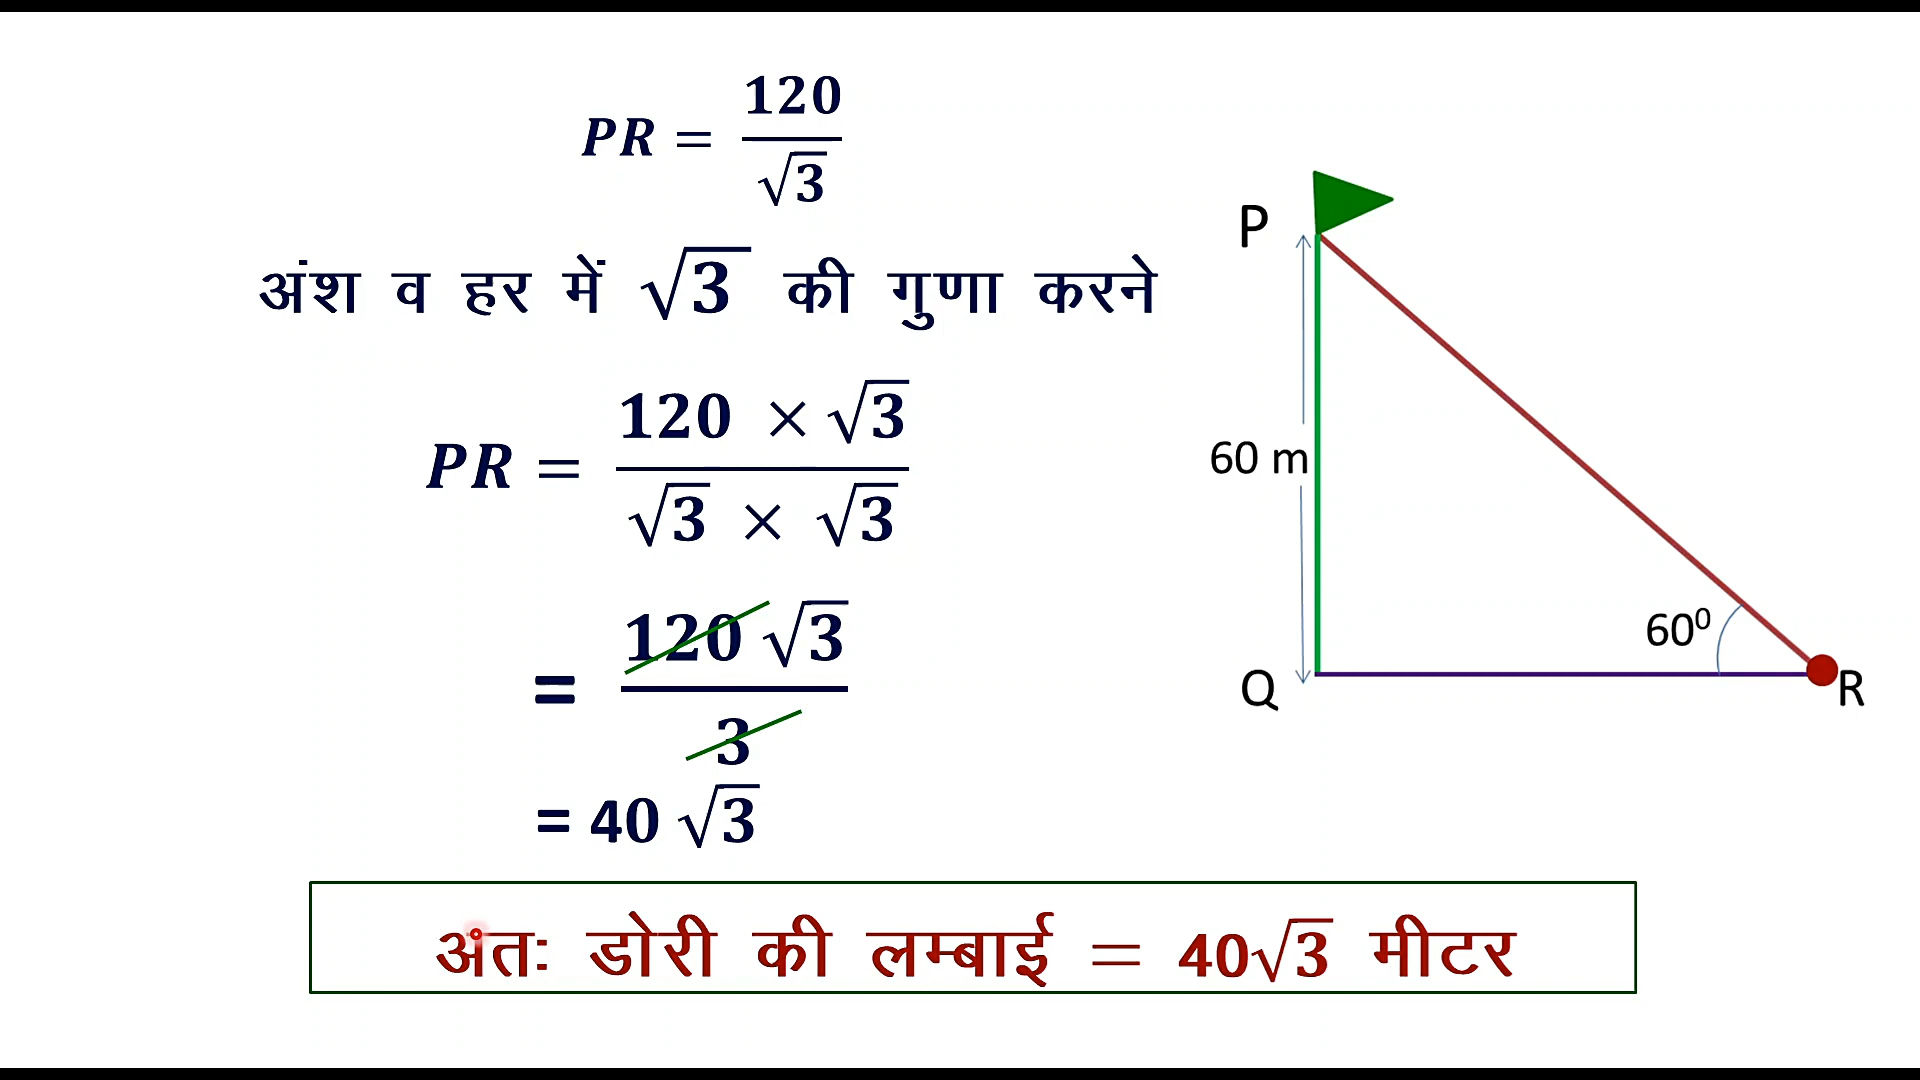 PR = 120/√3
अंश व हर में √3 की गुणा करने
PR = 120 × √3 / √3 × √3
= 120 √3 / 3
= 40 √3
अंतः डोरी की लम्बाई = 40√3 मीटर
P
60 m
60⁰
Q
R